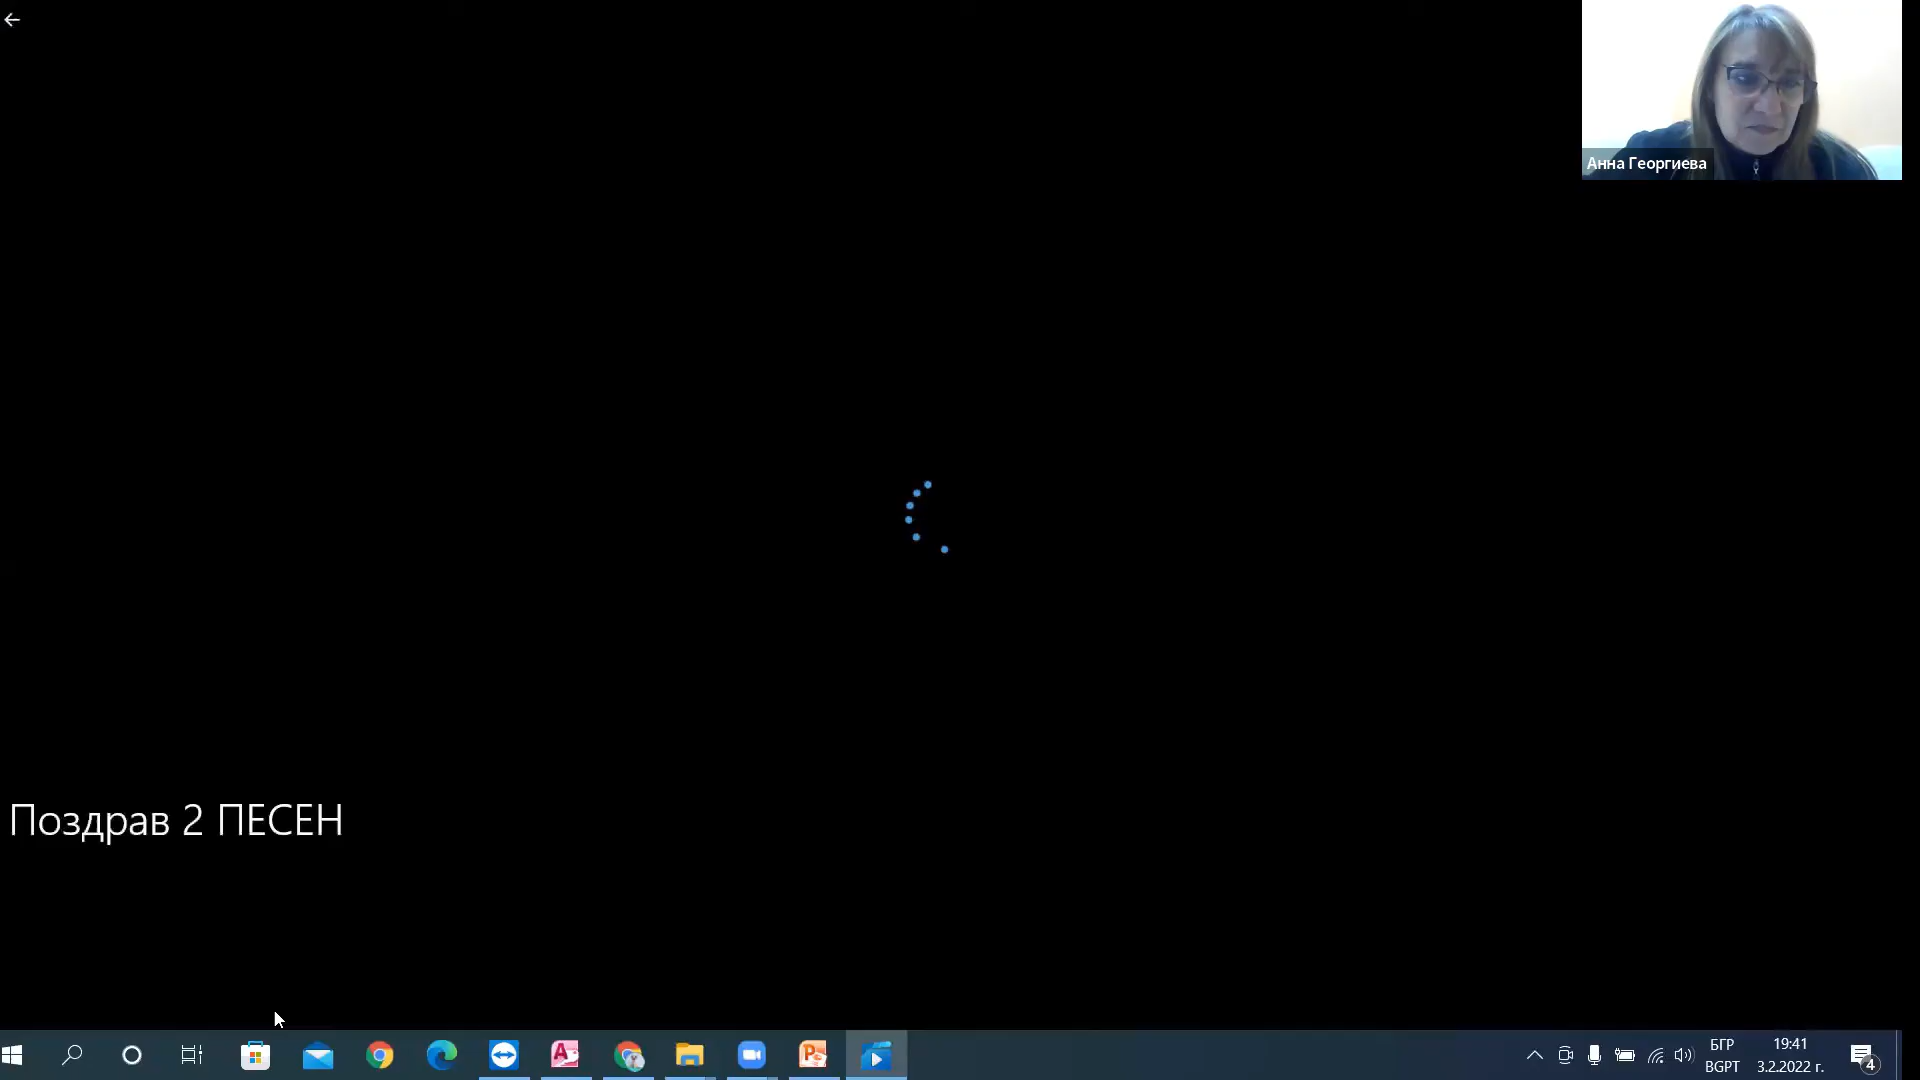 Анна Георгиева
Поздрав 2 ПЕСЕН
БГР
BGPT
19:41
3.2.2022 г.
4